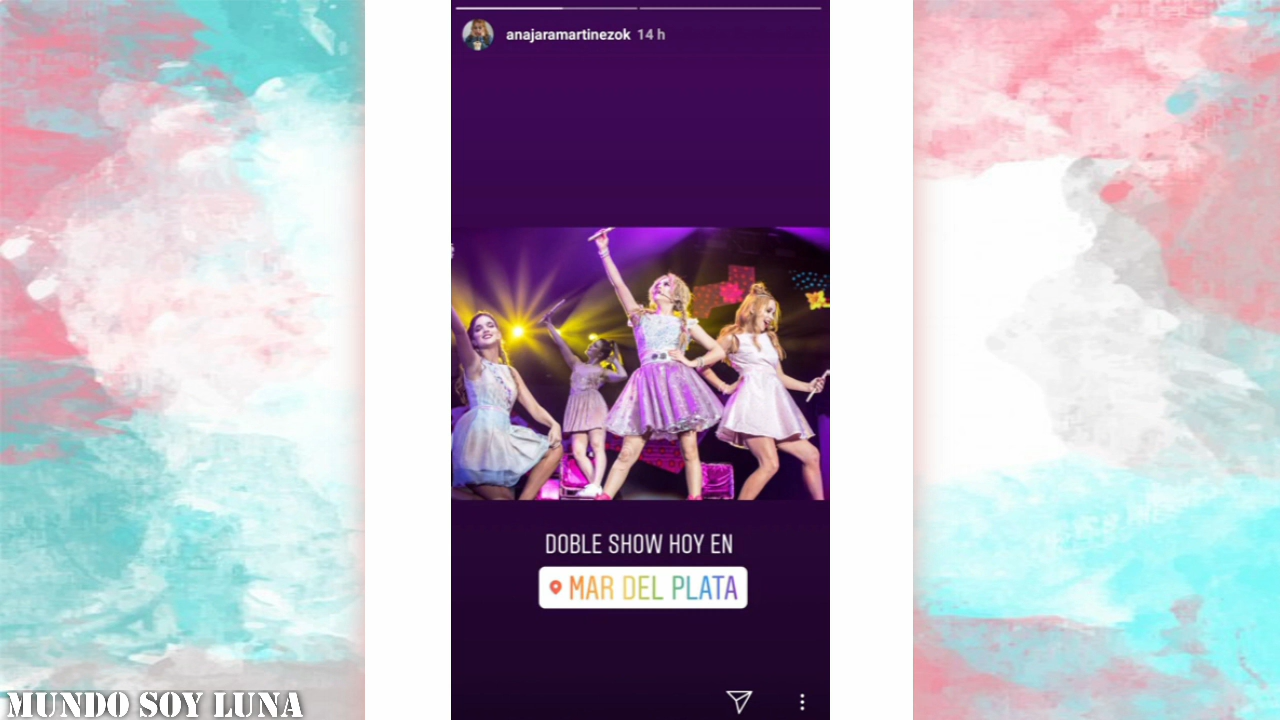 anajaramartinezok 14 h
DOBLE SHOW HOY EN
MAR DEL PLATA
MUNDO SOY LUNA